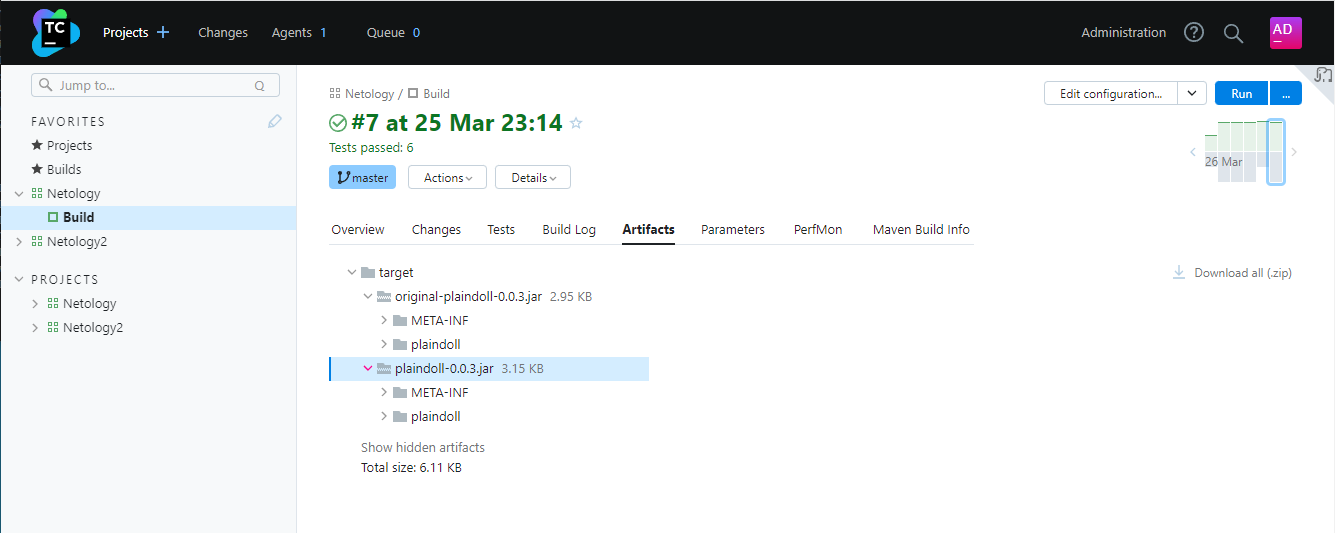 TC
Projects
Changes
Agents 1
Queue 0
Administration
AD
Jump to...
Q
FAVORITES
Projects
Builds
Netology
Build
Netology2
PROJECTS
Netology
Netology2
Netology / Build
Edit configuration...
Run
...
#7 at 25 Mar 23:14
Tests passed: 6
26 Mar
master
Actions
Details
Overview
Changes
Tests
Build Log
Artifacts
Parameters
PerfMon
Maven Build Info
target
Download all (.zip)
original-plaindoll-0.0.3.jar 2.95 KB
META-INF
plaindoll
plaindoll-0.0.3.jar 3.15 KB
META-INF
plaindoll
Show hidden artifacts
Total size: 6.11 KB